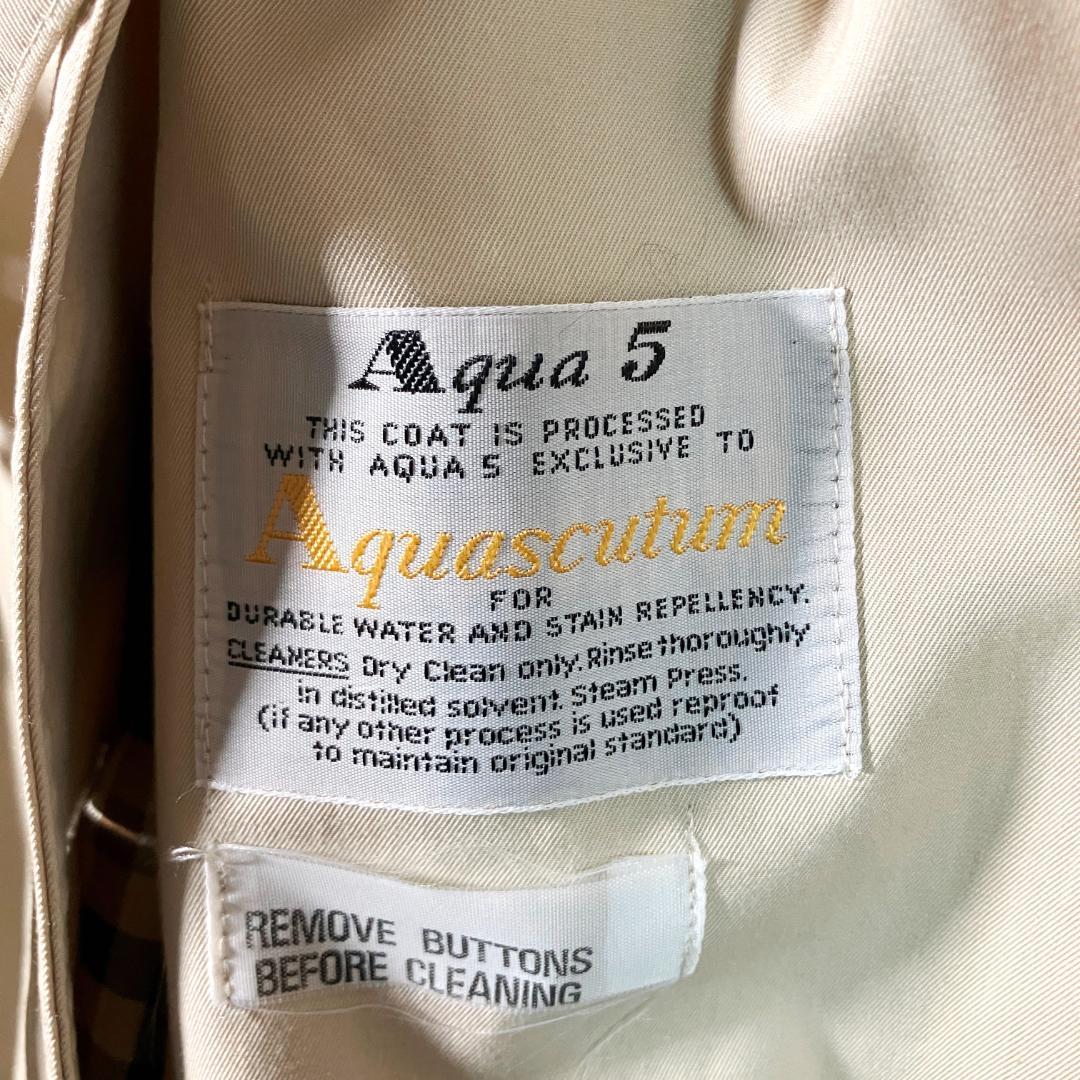 Aqua 5
THIS COAT IS PROCESSED
WITH AQUA 5 EXCLUSIVE TO
Aquascutum
FOR
DURABLE WATER AND STAIN REPELLENCY.
CLEANERS Dry Clean only. Rinse thoroughly
in distilled solvent. Steam Press.
(if any other process is used reproof
to maintain original standard)
REMOVE BUTTONS
BEFORE CLEANING